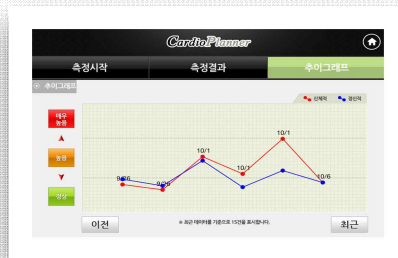 CardioPlanner
측정시작
측정결과
추이그래프
추이그래프
신체적
정신적
매우
높음
높음
정상
9/26
9/26
10/1
10/1
10/1
10/6
이전
※ 최근 데이터를 기준으로 15건을 표시합니다.
최근